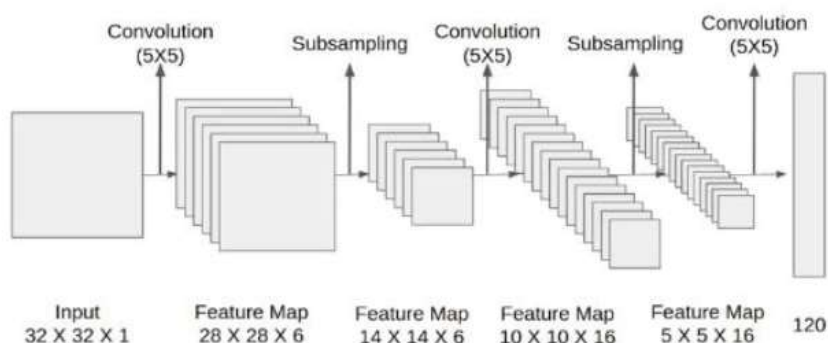 Convolution
(5X5)
Subsampling
Convolution
(5X5)
Subsampling
Convolution
(5X5)
Input
32 X 32 X 1
Feature Map
28 X 28 X 6
Feature Map
14 X 14 X 6
Feature Map
10 X 10 X 16
Feature Map
5 X 5 X 16
120